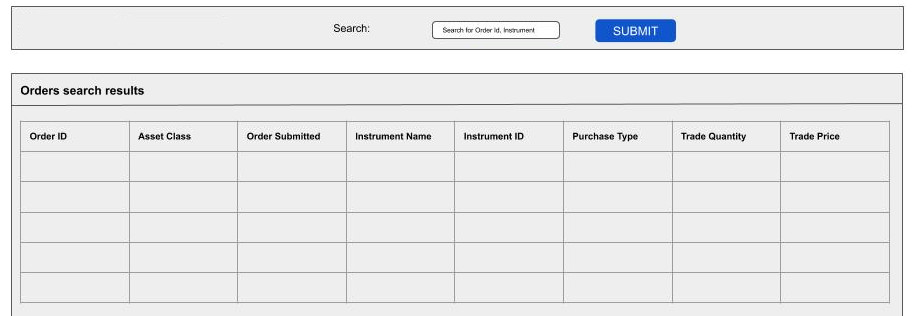 Search: Search for Order Id, Instrument SUBMIT
Orders search results
Order ID Asset Class Order Submitted Instrument Name Instrument ID Purchase Type Trade Quantity Trade Price